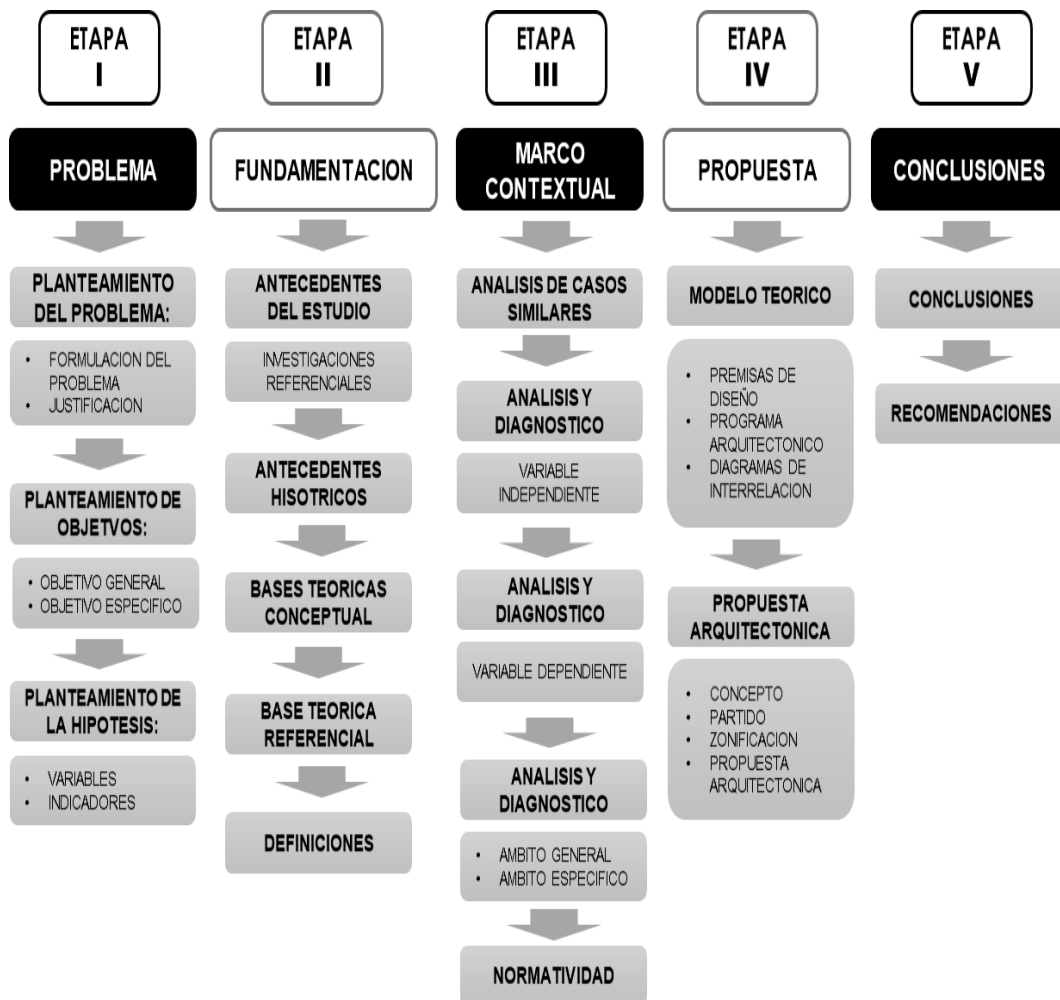 ETAPA
I
PROBLEMA
PLANTEAMIENTO
DEL PROBLEMA:
• FORMULACION DEL
PROBLEMA
• JUSTIFICACION
PLANTEAMIENTO DE
OBJETVOS:
• OBJETIVO GENERAL
• OBJETIVO ESPECIFICO
PLANTEAMIENTO DE
LA HIPOTESIS:
• VARIABLES
• INDICADORES
ETAPA
II
FUNDAMENTACION
ANTECEDENTES
DEL ESTUDIO
INVESTIGACIONES
REFERENCIALES
ANTECEDENTES
HISOTRICOS
BASES TEORICAS
CONCEPTUAL
BASE TEORICA
REFERENCIAL
DEFINICIONES
ETAPA
III
MARCO
CONTEXTUAL
ANALISIS DE CASOS
SIMILARES
ANALISIS Y
DIAGNOSTICO
VARIABLE
INDEPENDIENTE
ANALISIS Y
DIAGNOSTICO
VARIABLE DEPENDIENTE
ANALISIS Y
DIAGNOSTICO
• AMBITO GENERAL
• AMBITO ESPECIFICO
NORMATIVIDAD
ETAPA
IV
PROPUESTA
MODELO TEORICO
• PREMISAS DE
DISEÑO
• PROGRAMA
ARQUITECTONICO
• DIAGRAMAS DE
INTERRELACION
PROPUESTA
ARQUITECTONICA
• CONCEPTO
• PARTIDO
• ZONIFICACION
• PROPUESTA
ARQUITECTONICA
ETAPA
V
CONCLUSIONES
CONCLUSIONES
RECOMENDACIONES